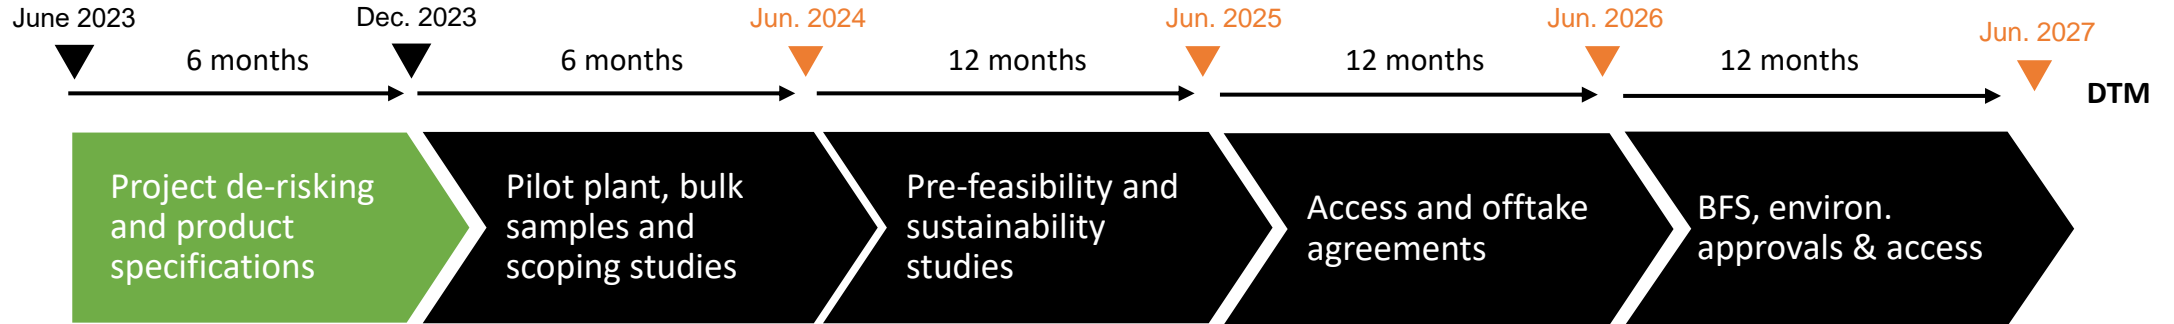 June 2023
Dec. 2023
Jun. 2024
Jun. 2025
Jun. 2026
Jun. 2027
6 months
6 months
12 months
12 months
12 months
DTM
Project de-risking
and product
specifications
Pilot plant, bulk
samples and
scoping studies
Pre-feasibility and
sustainability
studies
Access and offtake
agreements
BFS, environ.
approvals & access